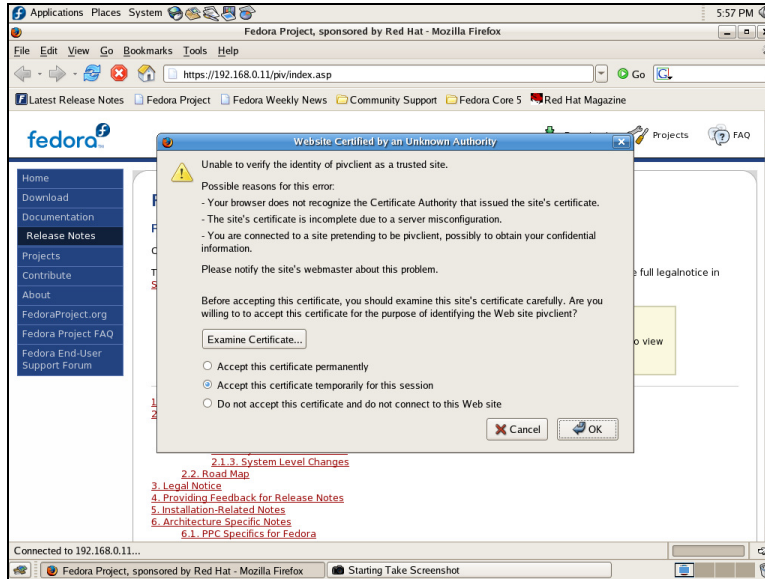 Applications Places System
5:57 PM
Fedora Project, sponsored by Red Hat - Mozilla Firefox
File Edit View Go Bookmarks Tools Help
https://192.168.0.11/piv/index.asp
Go
Latest Release Notes Fedora Project Fedora Weekly News Community Support Fedora Core 5 Red Hat Magazine
fedora
Projects FAQ
Website Certified by an Unknown Authority
Home
Download
Documentation
Release Notes
Projects
Contribute
About
FedoraProject.org
Fedora Project FAQ
Fedora End-User
Support Forum
Unable to verify the identity of pivclient as a trusted site.
Possible reasons for this error:
- Your browser does not recognize the Certificate Authority that issued the site's certificate.
- The site's certificate is incomplete due to a server misconfiguration.
- You are connected to a site pretending to be pivclient, possibly to obtain your confidential
information.
Please notify the site's webmaster about this problem.
Before accepting this certificate, you should examine this site's certificate carefully. Are you
willing to to accept this certificate for the purpose of identifying the Web site pivclient?
Examine Certificate...
Accept this certificate permanently
Accept this certificate temporarily for this session
Do not accept this certificate and do not connect to this Web site
Cancel OK
full legalnotice in
o view
2.1.3. System Level Changes
2.2. Road Map
3. Legal Notice
4. Providing Feedback for Release Notes
5. Installation-Related Notes
6. Architecture Specific Notes
6.1. PPC Specifics for Fedora
Connected to 192.168.0.11...
Fedora Project, sponsored by Red Hat - Mozilla Firefox
Starting Take Screenshot